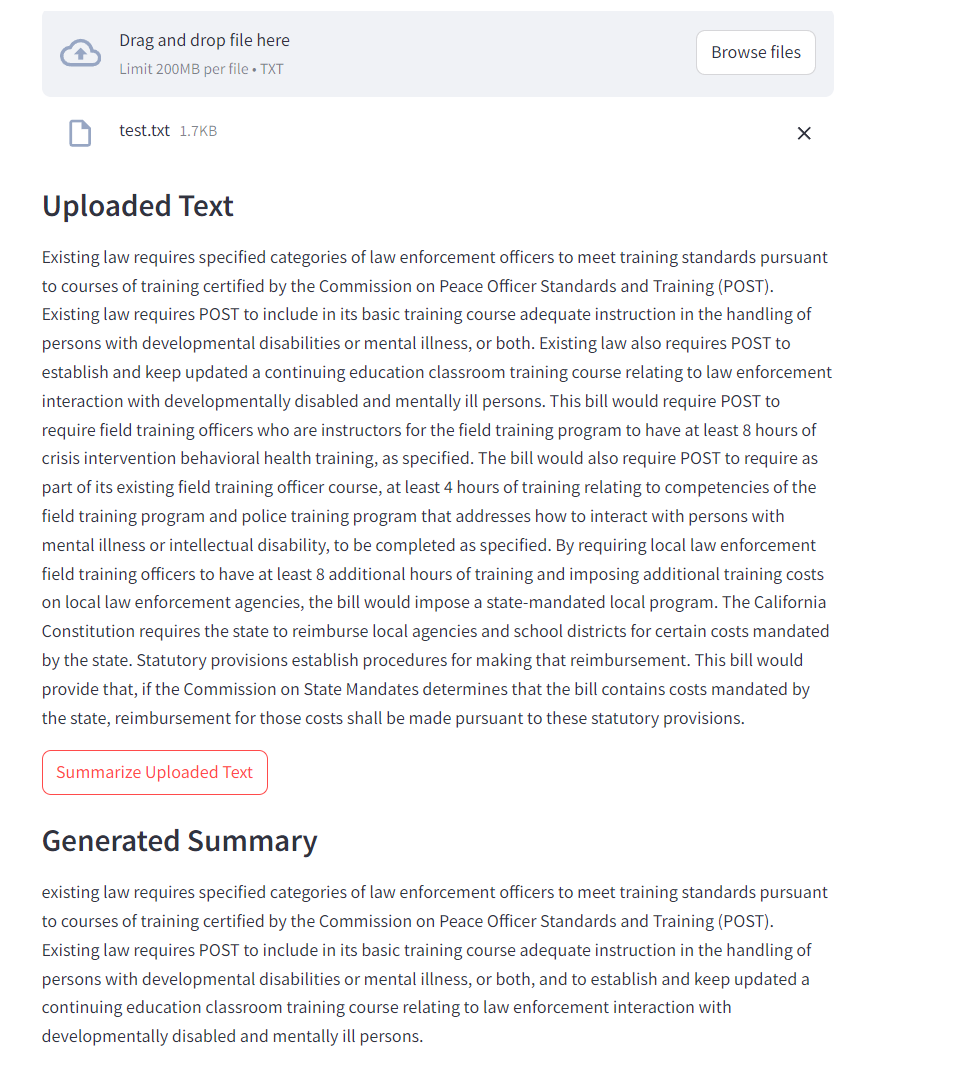 Drag and drop file here
Limit 200MB per file • TXT
Browse files
test.txt 1.7KB
Uploaded Text
Existing law requires specified categories of law enforcement officers to meet training standards pursuant
to courses of training certified by the Commission on Peace Officer Standards and Training (POST).
Existing law requires POST to include in its basic training course adequate instruction in the handling of
persons with developmental disabilities or mental illness, or both. Existing law also requires POST to
establish and keep updated a continuing education classroom training course relating to law enforcement
interaction with developmentally disabled and mentally ill persons. This bill would require POST to
require field training officers who are instructors for the field training program to have at least 8 hours of
crisis intervention behavioral health training, as specified. The bill would also require POST to require as
part of its existing field training officer course, at least 4 hours of training relating to competencies of the
field training program and police training program that addresses how to interact with persons with
mental illness or intellectual disability, to be completed as specified. By requiring local law enforcement
field training officers to have at least 8 additional hours of training and imposing additional training costs
on local law enforcement agencies, the bill would impose a state-mandated local program. The California
Constitution requires the state to reimburse local agencies and school districts for certain costs mandated
by the state. Statutory provisions establish procedures for making that reimbursement. This bill would
provide that, if the Commission on State Mandates determines that the bill contains costs mandated by
the state, reimbursement for those costs shall be made pursuant to these statutory provisions.
Summarize Uploaded Text
Generated Summary
existing law requires specified categories of law enforcement officers to meet training standards pursuant
to courses of training certified by the Commission on Peace Officer Standards and Training (POST).
Existing law requires POST to include in its basic training course adequate instruction in the handling of
persons with developmental disabilities or mental illness, or both, and to establish and keep updated a
continuing education classroom training course relating to law enforcement interaction with
developmentally disabled and mentally ill persons.